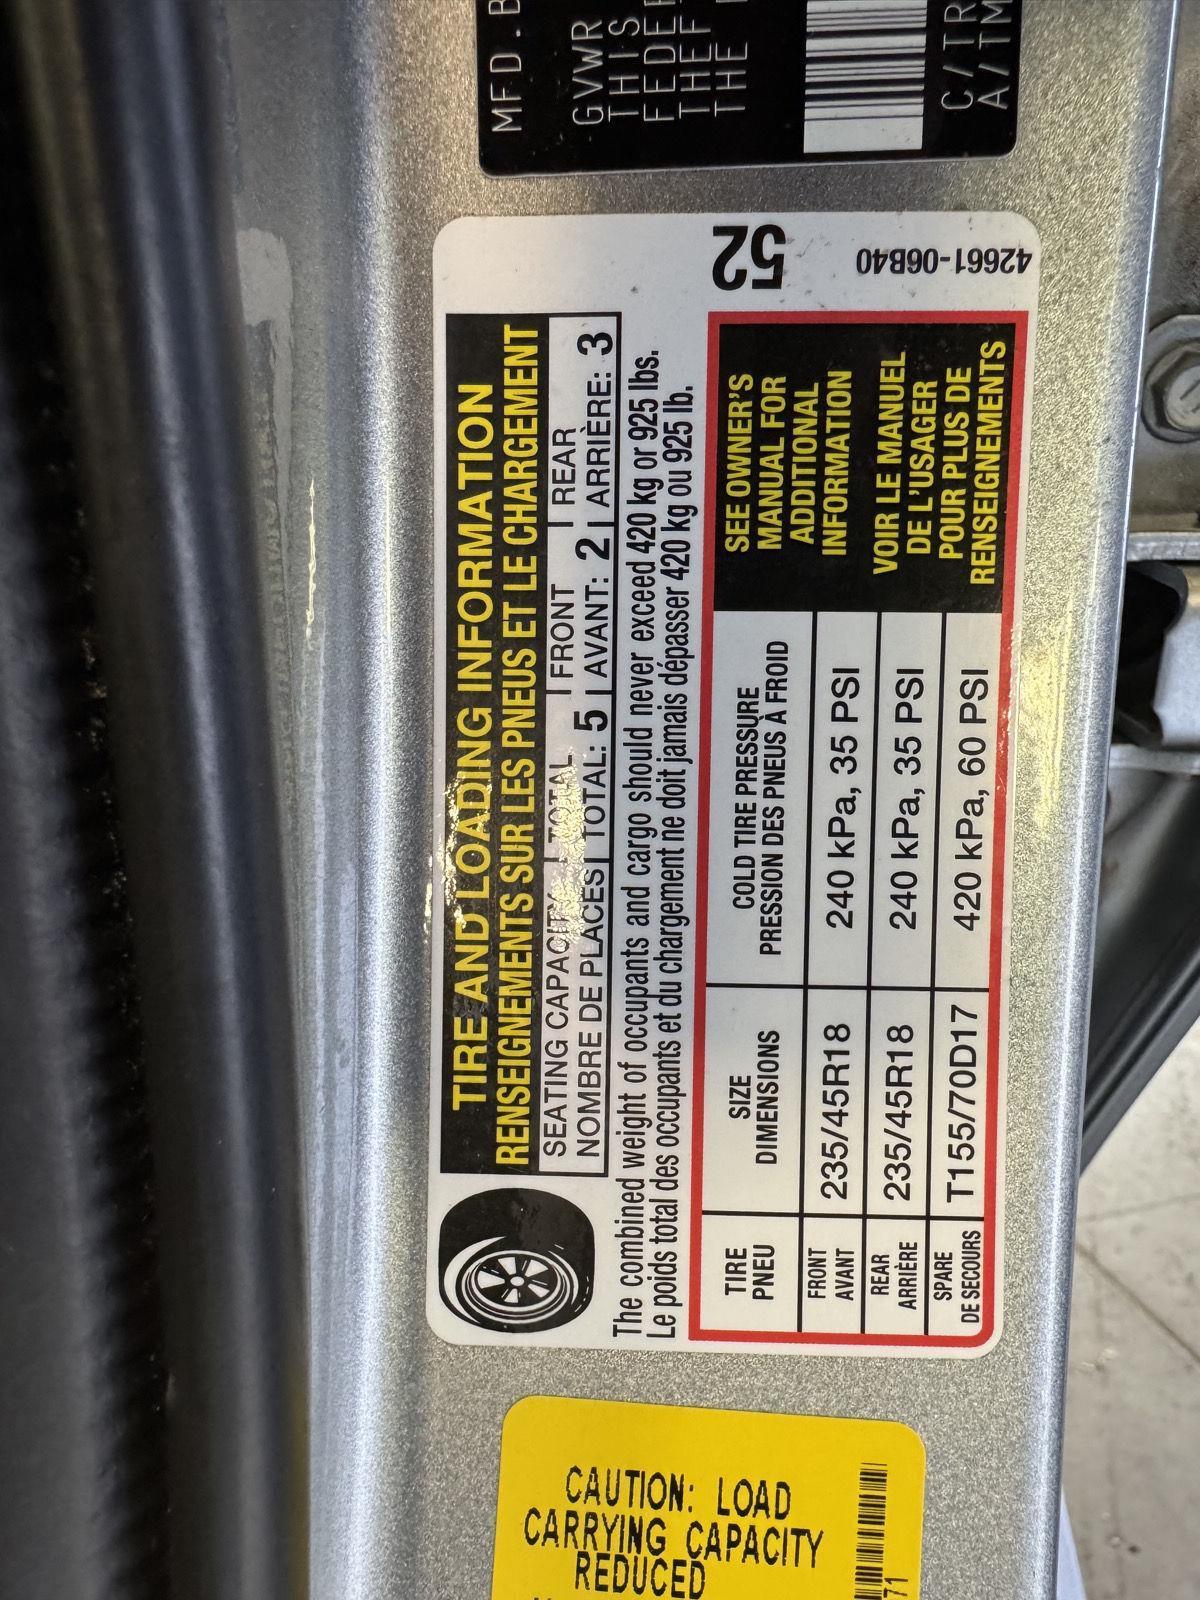 MFD.B
GVWR
THIS
FEDER
THEF
THE
C/TR
A/TM
52
42661-06B40
TIRE AND LOADING INFORMATION
RENSEIGNEMENTS SUR LES PNEUS ET LE CHARGEMENT
SEATING CAPACITY TOTAL FRONT REAR
NOMBRE DE PLACES TOTAL: 5 AVANT: 2 ARRIÈRE: 3
The combined weight of occupants and cargo should never exceed 420 kg or 925 lbs.
Le poids total des occupants et du chargement ne doit jamais dépasser 420 kg ou 925 lb.
TIRE
PNEU
SIZE
DIMENSIONS
COLD TIRE PRESSURE
PRESSION DES PNEUS À FROID
FRONT
AVANT
235/45R18
240 kPa, 35 PSI
REAR
ARRIÈRE
235/45R18
240 kPa, 35 PSI
SPARE
DE SECOURS
T155/70D17
420 kPa, 60 PSI
SEE OWNER'S
MANUAL FOR
ADDITIONAL
INFORMATION
VOIR LE MANUEL
DE L'USAGER
POUR PLUS DE
RENSEIGNEMENTS
CAUTION: LOAD
CARRYING CAPACITY
REDUCED
71